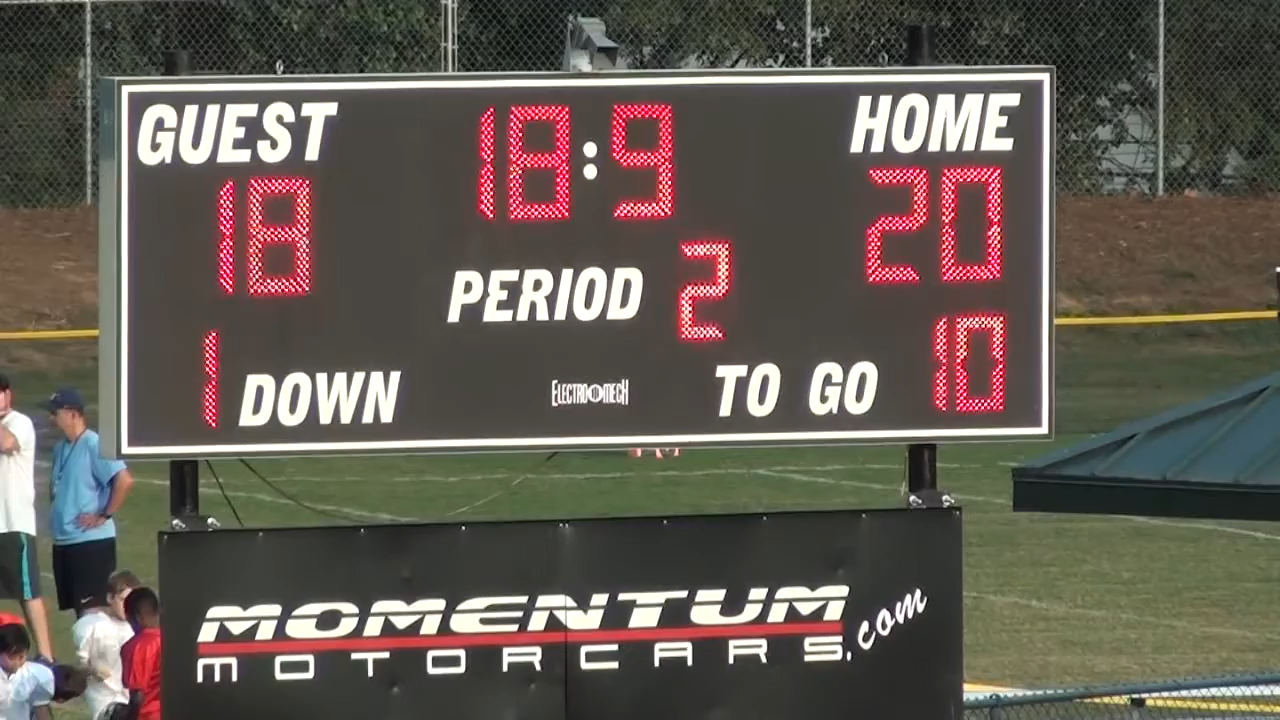 GUEST 18:9 HOME
18 20
PERIOD 2
1 DOWN ELECTRO MECH TO GO 10
MOMENTUM
MOTORCARS.com